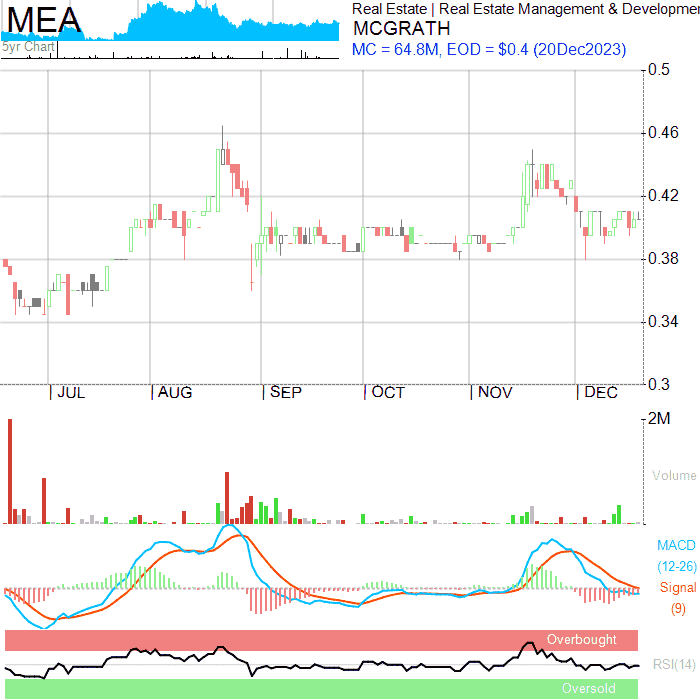 MEA
5yr Chart
Real Estate | Real Estate Management & Developmen
MCGRATH
MC = 64.8M, EOD = $0.4 (20Dec2023)
0.5
0.46
0.42
0.38
0.34
0.3
JUL AUG SEP OCT NOV DEC
2M
Volume
MACD
(12-26)
Signal
(9)
Overbought
RSI(14)
Oversold